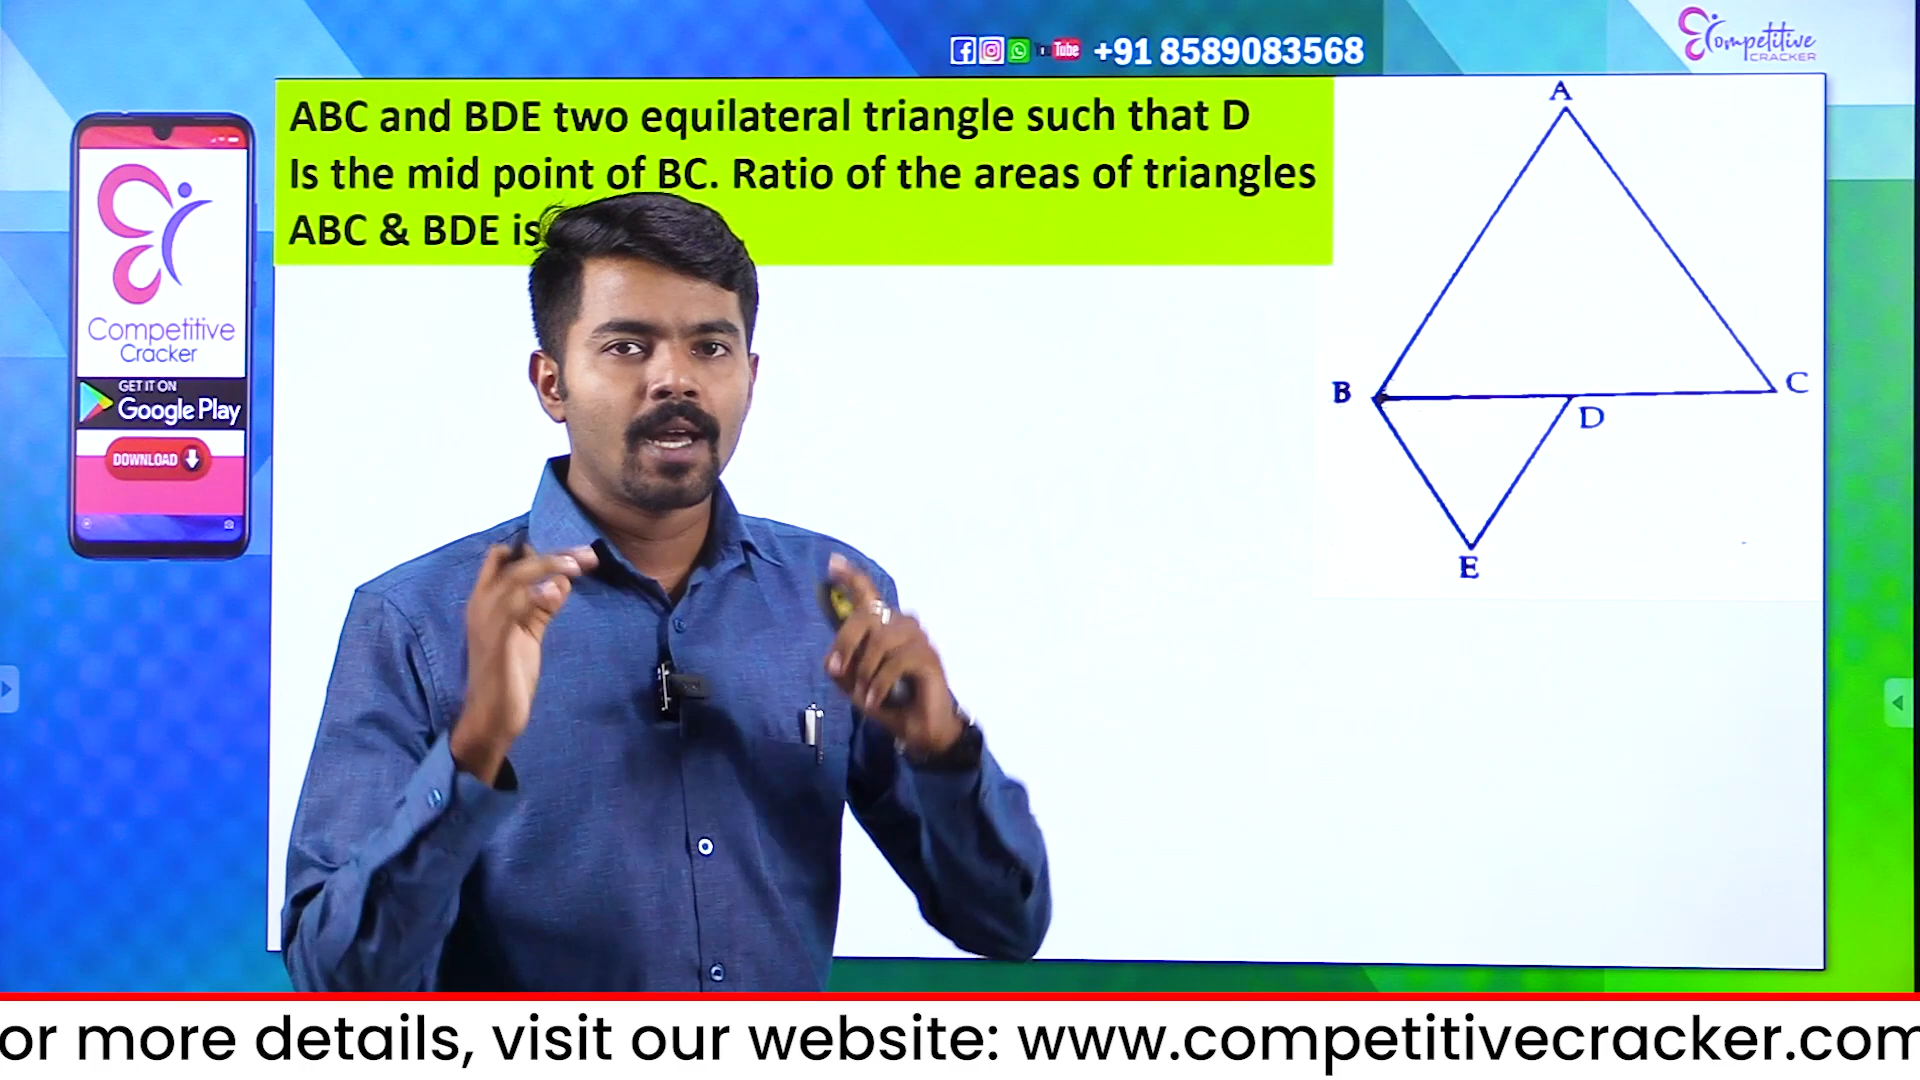 YouTube +91 8589083568
Competitive
CRACKER
ABC and BDE two equilateral triangle such that D
Is the mid point of BC. Ratio of the areas of triangles
ABC & BDE is
A
B
C
D
E
Competitive
Cracker
GET IT ON
Google Play
DOWNLOAD
or more details, visit our website: www.competitivecracker.com